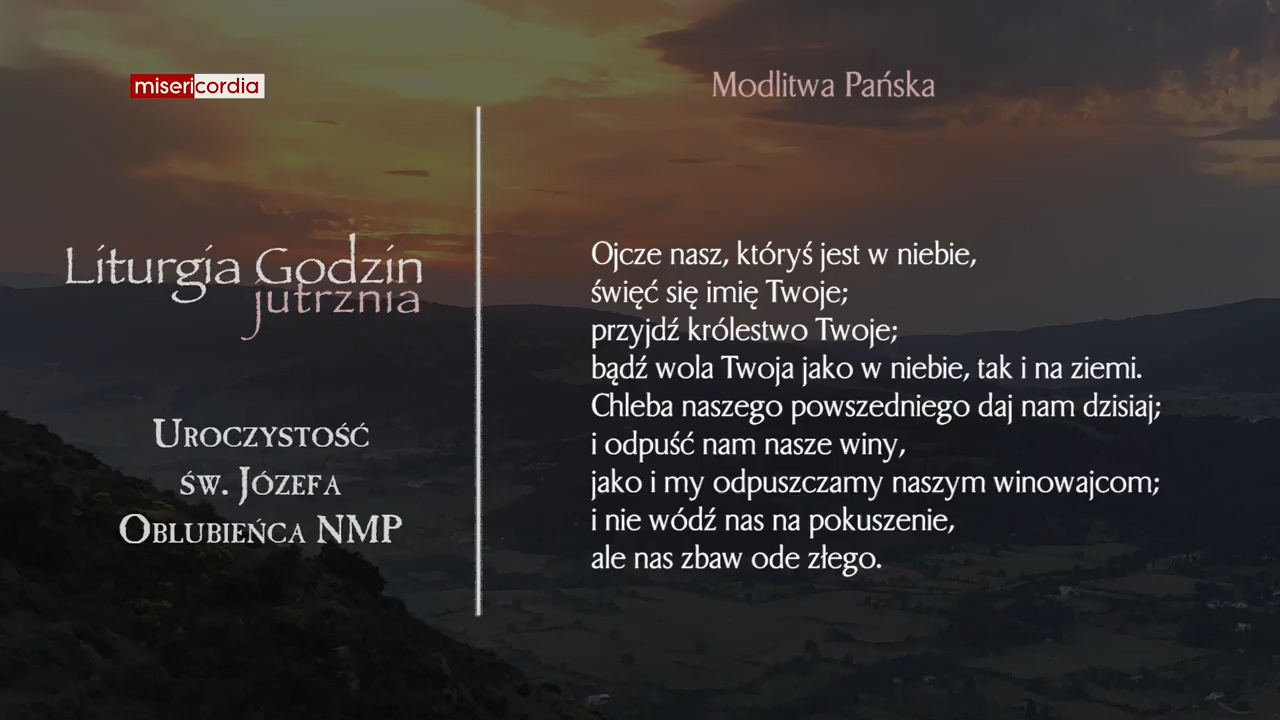 misericordia
Liturgia Godzin
jutrznia
Uroczystość
św. Józefa
Oblubieńca NMP
Modlitwa Pańska
Ojcze nasz, któryś jest w niebie,
święć się imię Twoje;
przyjdź królestwo Twoje;
bądź wola Twoja jako w niebie, tak i na ziemi.
Chleba naszego powszedniego daj nam dzisiaj;
i odpuść nam nasze winy,
jako i my odpuszczamy naszym winowajcom;
i nie wódź nas na pokuszenie,
ale nas zbaw ode złego.